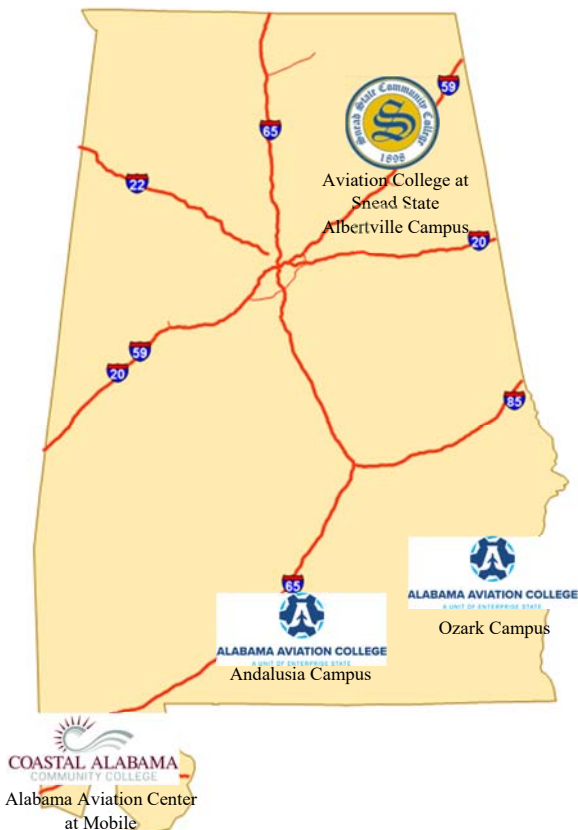 59
Snead State Community College
S
1898
65
Aviation College at
Snead State
Albertville Campus
22
20
59
20
85
A
ALABAMA AVIATION COLLEGE
A UNIT OF ENTERPRISE STATE
Ozark Campus
65
A
ALABAMA AVIATION COLLEGE
A UNIT OF ENTERPRISE STATE
Andalusia Campus
COASTAL ALABAMA
COMMUNITY COLLEGE
Alabama Aviation Center
at Mobile